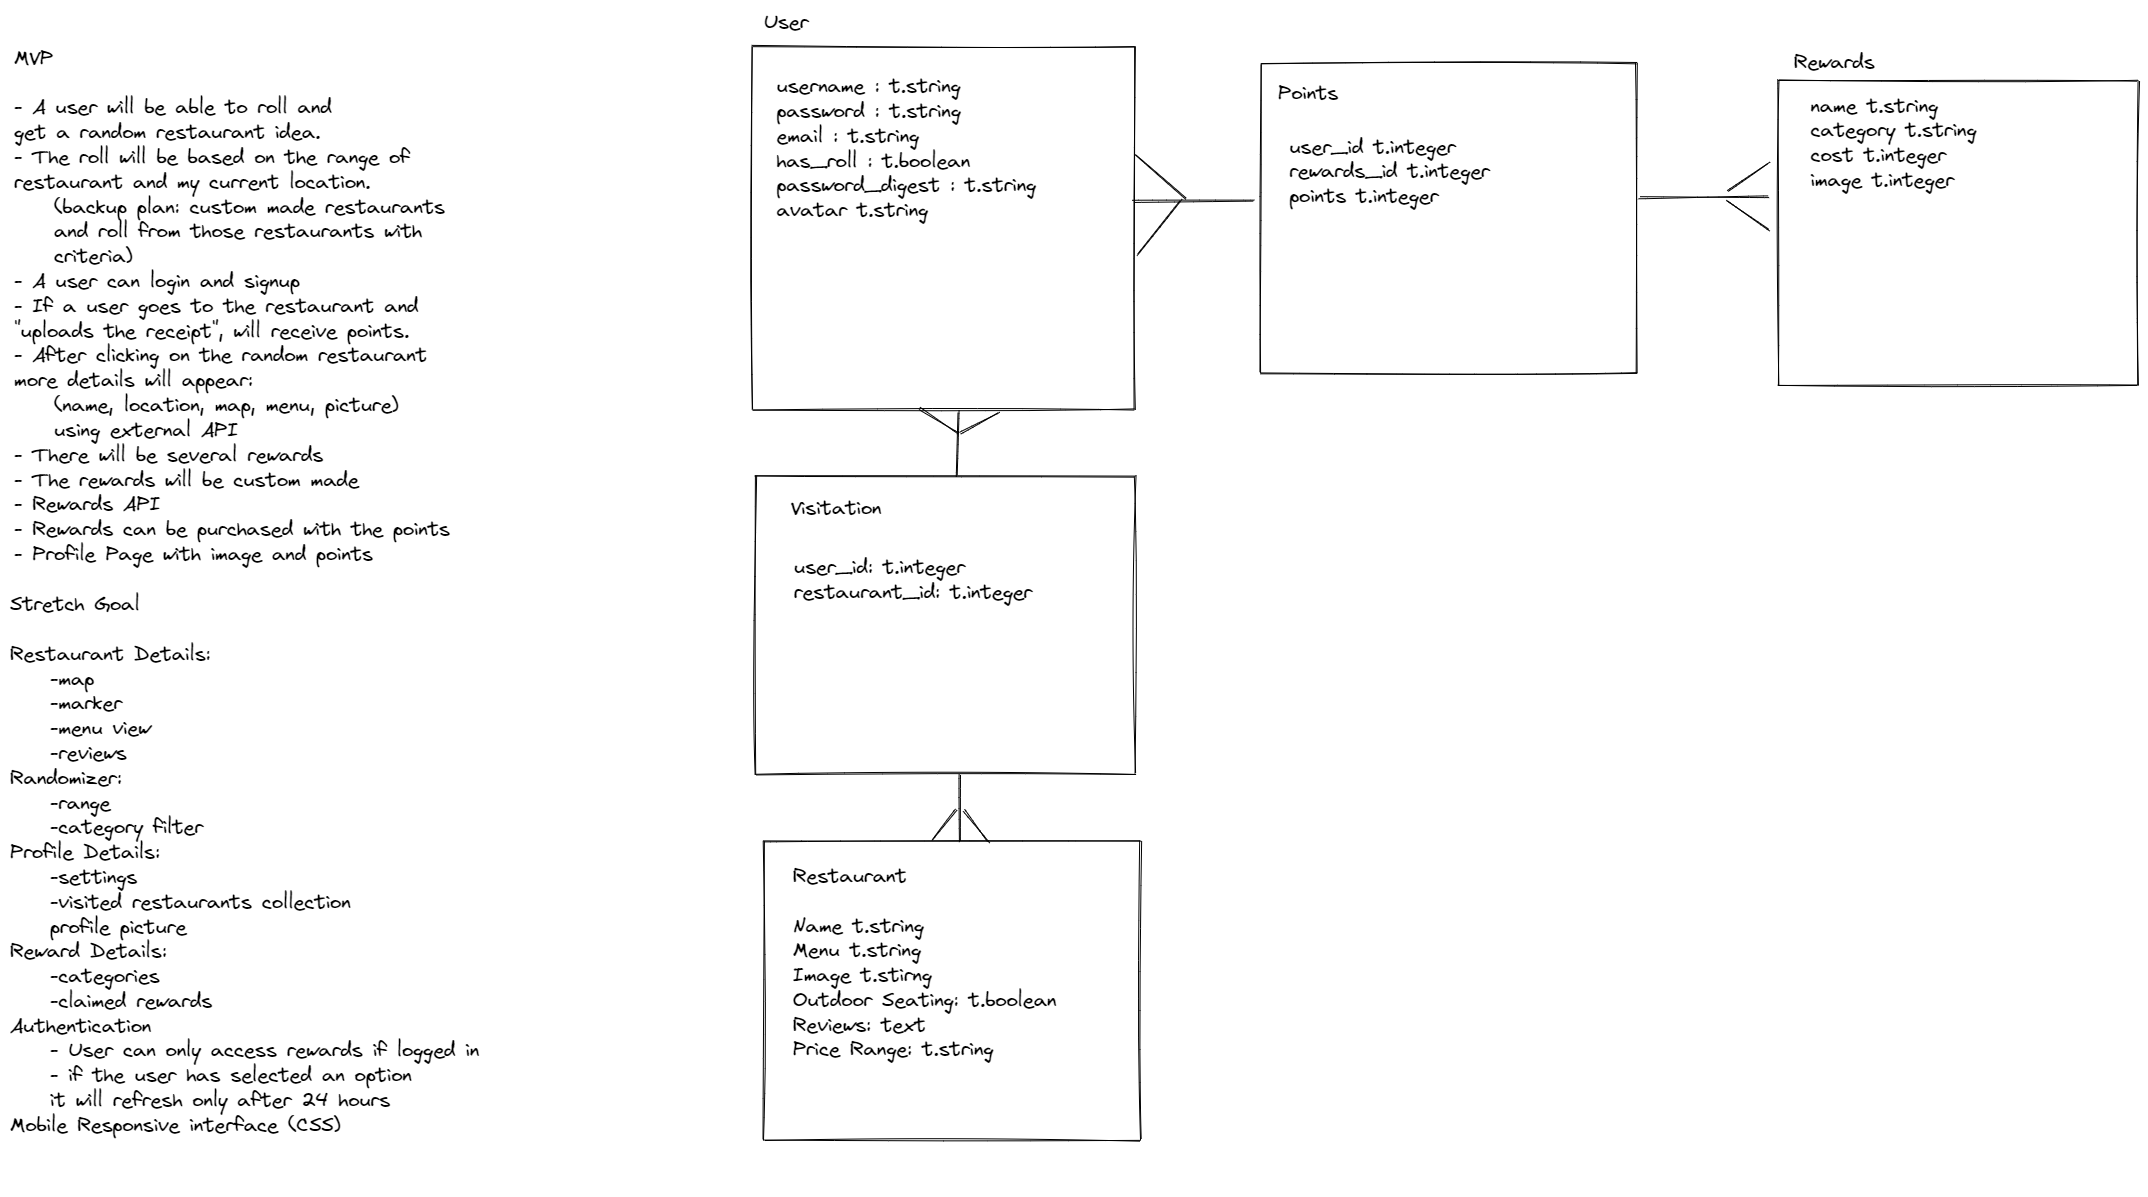 MVP
- A user will be able to roll and
get a random restaurant idea.
- The roll will be based on the range of
restaurant and my current location.
(backup plan: custom made restaurants
and roll from those restaurants with
criteria)
- A user can login and signup
- If a user goes to the restaurant and
"uploads the receipt", will receive points.
- After clicking on the random restaurant
more details will appear:
(name, location, map, menu, picture)
using external API
- There will be several rewards
- The rewards will be custom made
- Rewards API
- Rewards can be purchased with the points
- Profile Page with image and points
Stretch Goal
Restaurant Details:
-map
-marker
-menu view
-reviews
Randomizer:
-range
-category filter
Profile Details:
-settings
-visited restaurants collection
profile picture
Reward Details:
-categories
-claimed rewards
Authentication
- User can only access rewards if logged in
- if the user has selected an option
it will refresh only after 24 hours
Mobile Responsive interface (CSS)
User
username : t.string
password : t.string
email : t.string
has_roll : t.boolean
password_digest : t.string
avatar t.string
Points
user_id t.integer
rewards_id t.integer
points t.integer
Rewards
name t.string
category t.string
cost t.integer
image t.integer
Visitation
user_id: t.integer
restaurant_id: t.integer
Restaurant
Name t.string
Menu t.string
Image t.stirng
Outdoor Seating: t.boolean
Reviews: text
Price Range: t.string